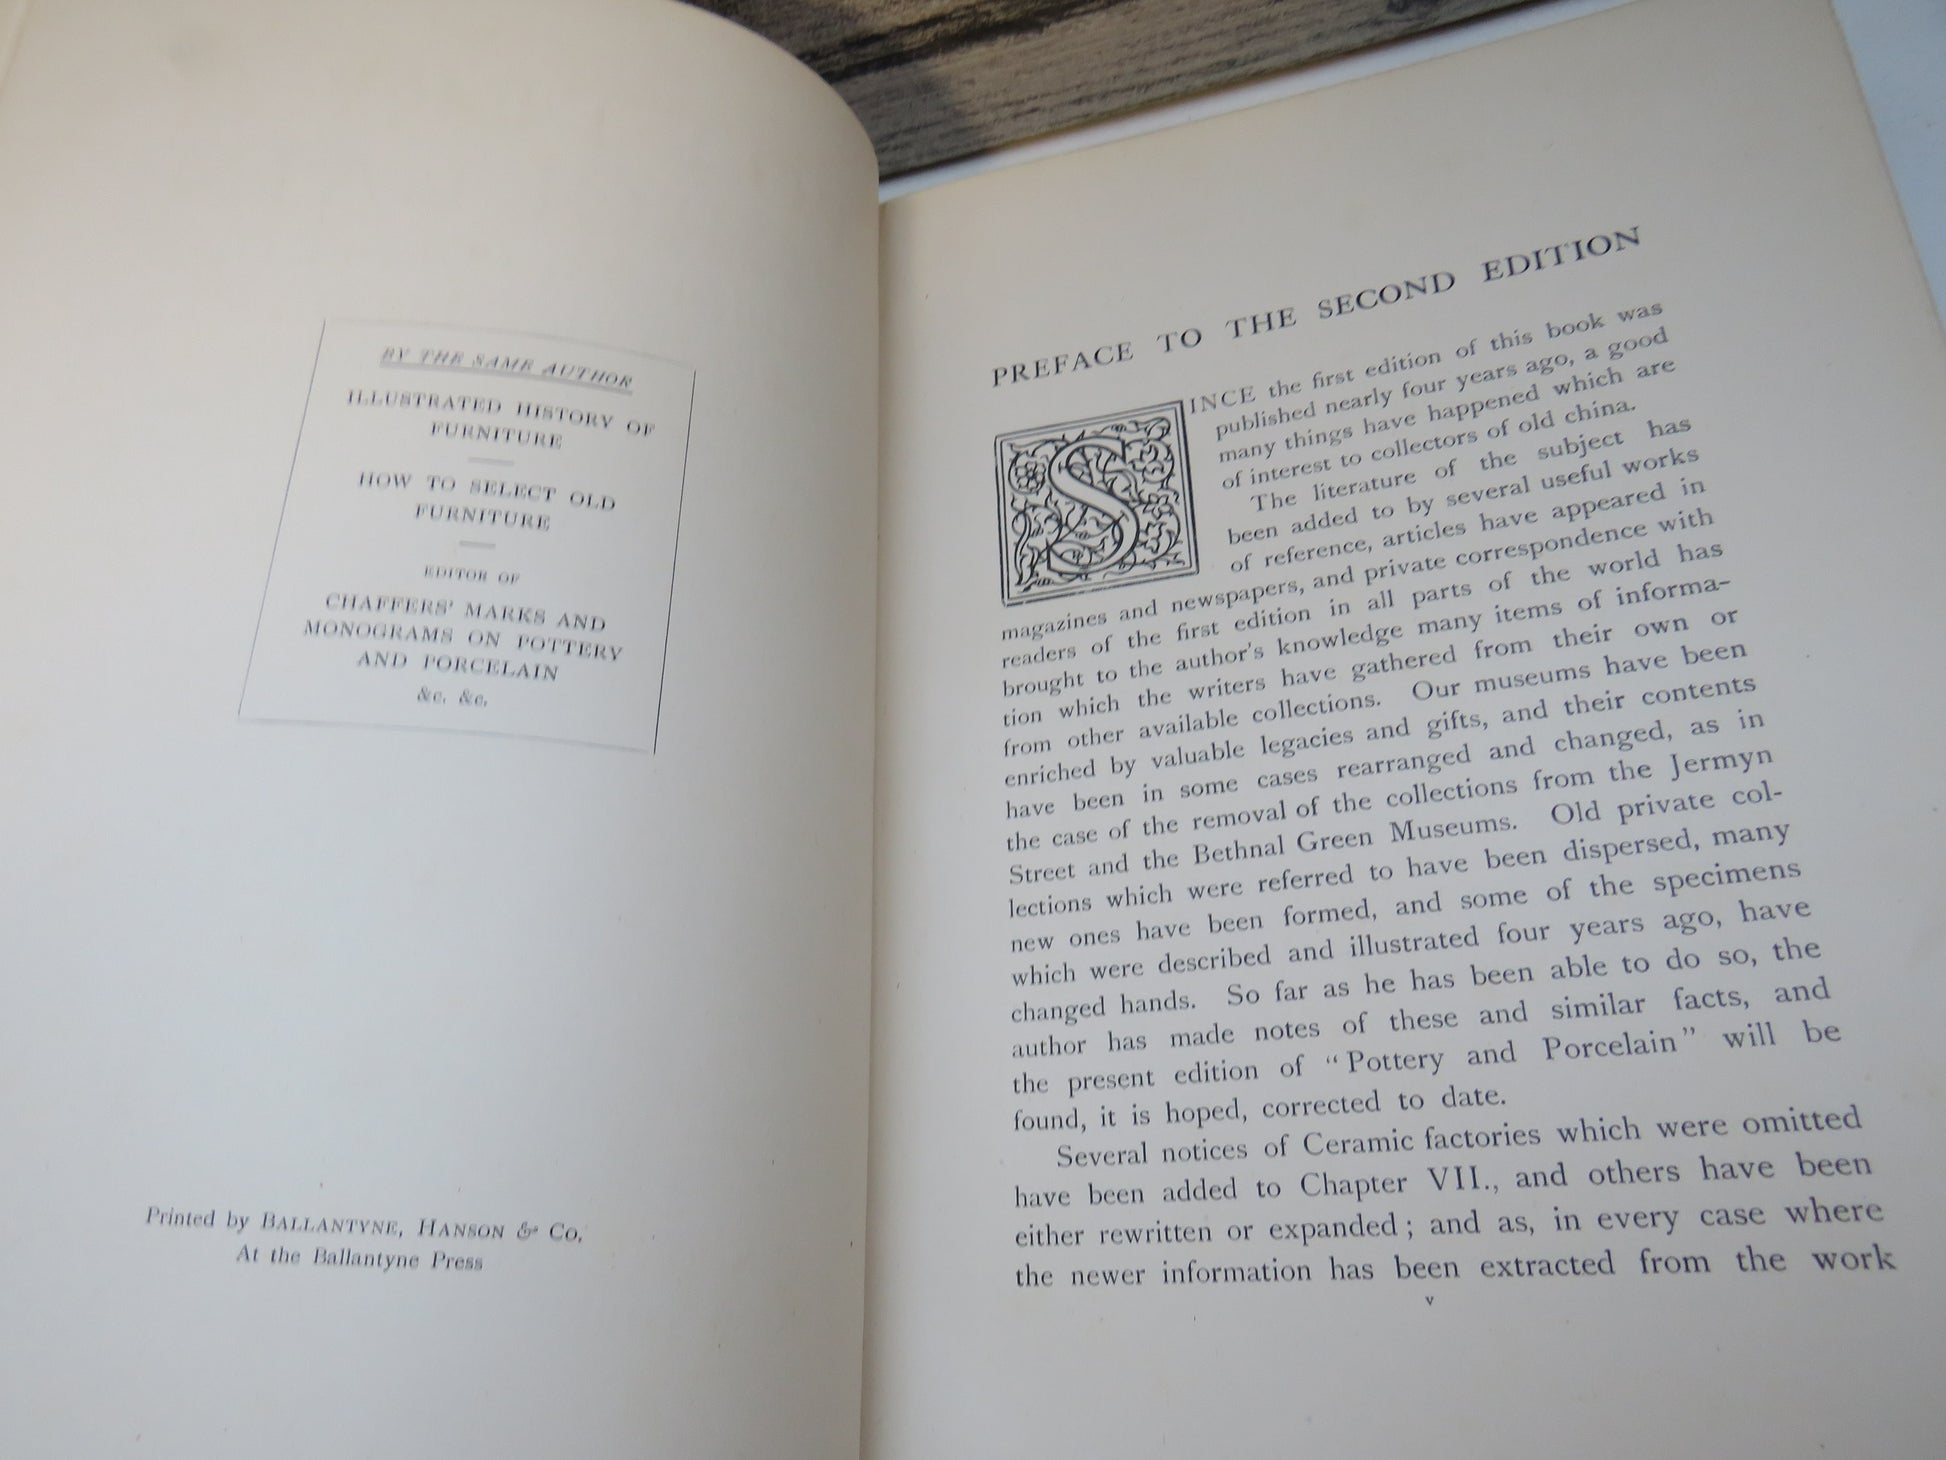 BY THE SAME AUTHOR
ILLUSTRATED HISTORY OF
FURNITURE
HOW TO SELECT OLD
FURNITURE
EDITOR OF
CHAFFERS' MARKS AND
MONOGRAMS ON POTTERY
AND PORCELAIN
&c. &c.
Printed by BALLANTYNE, HANSON & Co.
At the Ballantyne Press
PREFACE TO THE SECOND EDITION
SINCE the first edition of this book was
published nearly four years ago, a good
many things have happened which are
of interest to collectors of old china.
The literature of the subject has
been added to by several useful works
of reference, articles have appeared in
magazines and newspapers, and private correspondence with
readers of the first edition in all parts of the world has
brought to the author's knowledge many items of informa-
tion which the writers have gathered from their own or
from other available collections. Our museums have been
enriched by valuable legacies and gifts, and their contents
have been in some cases rearranged and changed, as in
the case of the removal of the collections from the Jermyn
Street and the Bethnal Green Museums. Old private col-
lections which were referred to have been dispersed, many
new ones have been formed, and some of the specimens
which were described and illustrated four years ago, have
changed hands. So far as he has been able to do so, the
author has made notes of these and similar facts, and
the present edition of "Pottery and Porcelain" will be
found, it is hoped, corrected to date.
Several notices of Ceramic factories which were omitted
have been added to Chapter VII., and others have been
either rewritten or expanded; and as, in every case where
the newer information has been extracted from the work
v